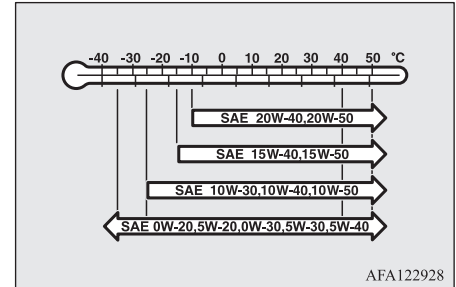 -40 -30 -20 -10 0 10 20 30 40 50 °C
SAE 20W-40,20W-50
SAE 15W-40,15W-50
SAE 10W-30,10W-40,10W-50
SAE 0W-20,5W-20,0W-30,5W-30,5W-40
AFA122928